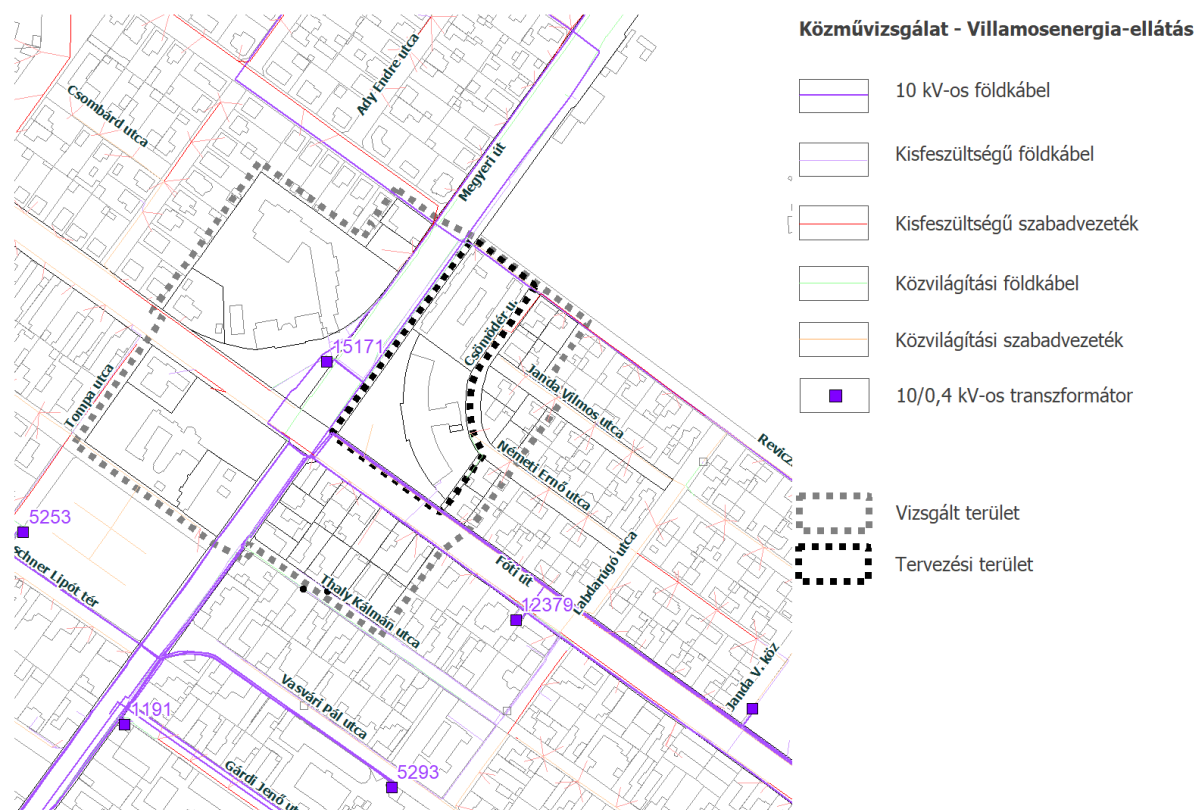 Közművizsgálat - Villamosenergia-ellátás
10 kV-os földkábel
Kisfeszültségű földkábel
Kisfeszültségű szabadvezeték
Közvilágítási földkábel
Közvilágítási szabadvezeték
10/0,4 kV-os transzformátor
Vizsgált terület
Tervezési terület
Csombárd utca
Ady Endre utca
Megyeri út
Csömödér u.
15171
Tompa utca
Janda Vilmos utca
Revicz
Németi Ernő utca
5253
schner Lipót tér
Fóti út
Labdarúgó utca
Thaly Kálmán utca
12379
Janda V. köz
Vasvári Pál utca
1191
5293
Gárdi Jenő ut